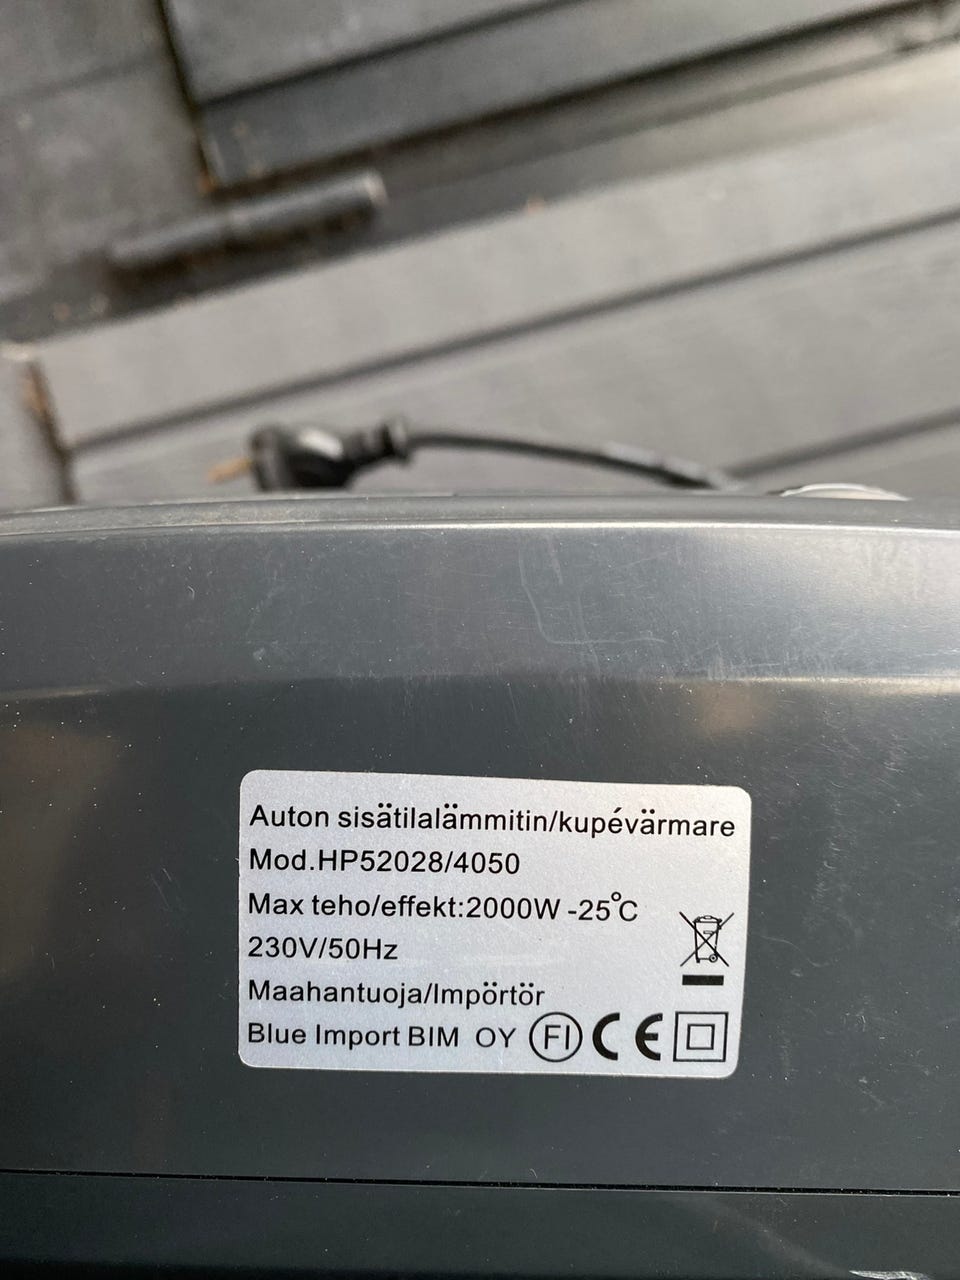 Auton sisätilalämmitin/kupévärmare
Mod.HP52028/4050
Max teho/effekt:2000W -25°C
230V/50Hz
Maahantuoja/Impörtör
Blue Import BIM OY FI CE